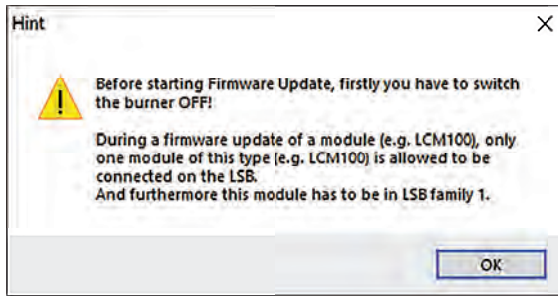 Hint
Before starting Firmware Update, firstly you have to switch
the burner OFF!
During a firmware update of a module (e.g. LCM100), only
one module of this type (e.g. LCM100) is allowed to be
connected on the LSB.
And furthermore this module has to be in LSB family 1.
OK